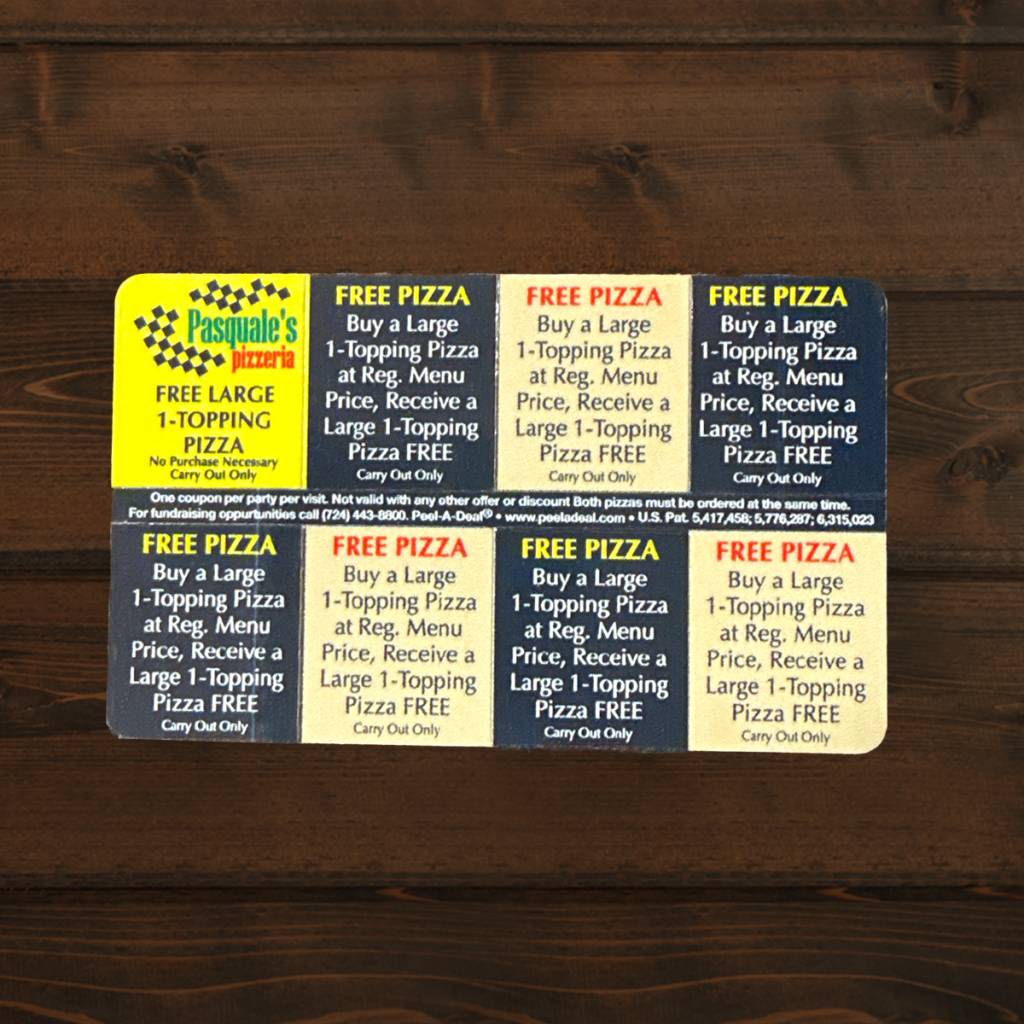 Pasquale's
pizzeria
FREE LARGE
1-TOPPING
PIZZA
No Purchase Necessary
Carry Out Only
FREE PIZZA
Buy a Large
1-Topping Pizza
at Reg. Menu
Price, Receive a
Large 1-Topping
Pizza FREE
Carry Out Only
FREE PIZZA
Buy a Large
1-Topping Pizza
at Reg. Menu
Price, Receive a
Large 1-Topping
Pizza FREE
Carry Out Only
FREE PIZZA
Buy a Large
1-Topping Pizza
at Reg. Menu
Price, Receive a
Large 1-Topping
Pizza FREE
Carry Out Only
One coupon per party per visit. Not valid with any other offer or discount Both pizzas must be ordered at the same time.
For fundraising oppurtunities call (724) 443-8800. Peel-A-Deal® • www.peeladeal.com • U.S. Pat. 5,417,458; 5,776,287; 6,315,023
FREE PIZZA
Buy a Large
1-Topping Pizza
at Reg. Menu
Price, Receive a
Large 1-Topping
Pizza FREE
Carry Out Only
FREE PIZZA
Buy a Large
1-Topping Pizza
at Reg. Menu
Price, Receive a
Large 1-Topping
Pizza FREE
Carry Out Only
FREE PIZZA
Buy a Large
1-Topping Pizza
at Reg. Menu
Price, Receive a
Large 1-Topping
Pizza FREE
Carry Out Only
FREE PIZZA
Buy a Large
1-Topping Pizza
at Reg. Menu
Price, Receive a
Large 1-Topping
Pizza FREE
Carry Out Only